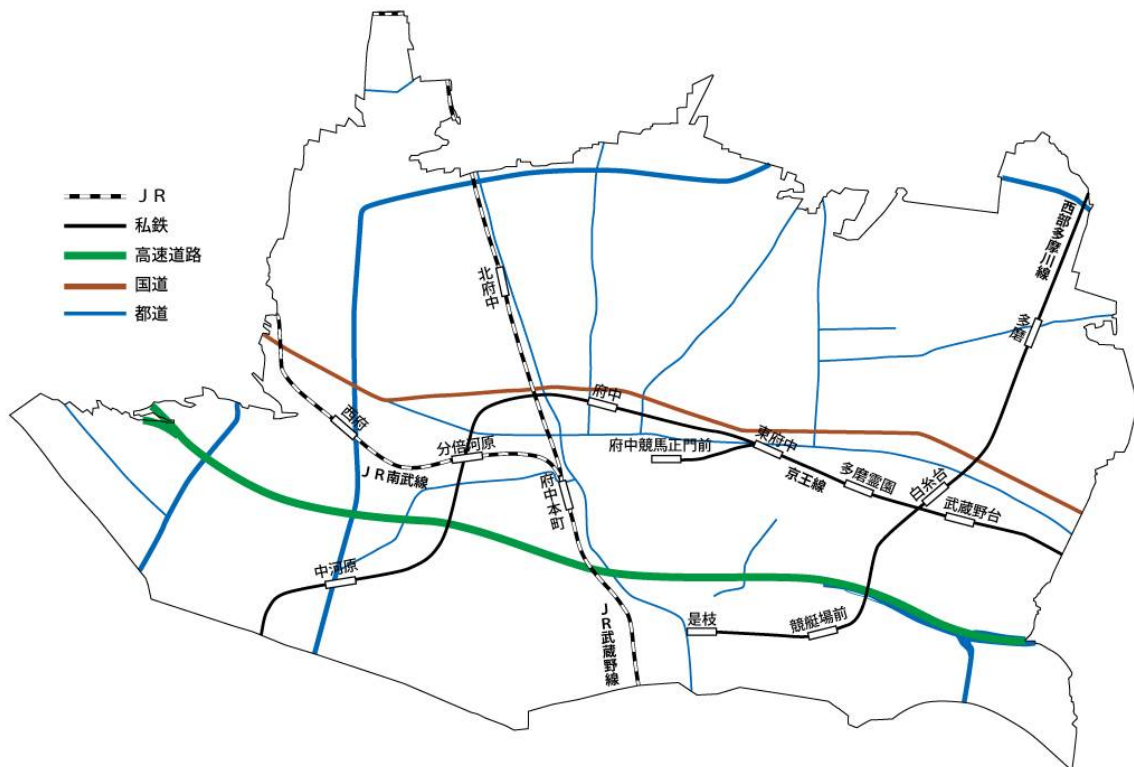 JR
私鉄
高速道路
国道
都道
西部多摩川線
北府中
多磨
西府
分倍河原
府中
府中競馬正門前
東府中
JR南武線
京王線
多磨霊園
白糸台
武蔵野台
府中本町
中河原
是枝
競艇場前
JR武蔵野線